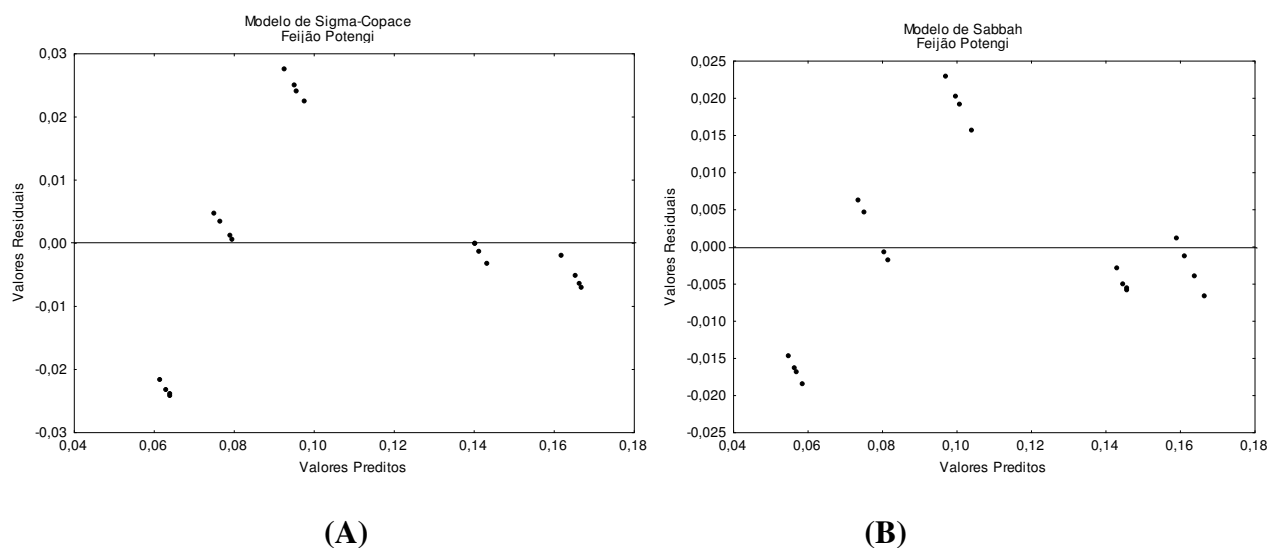 Modelo de Sigma-Copace
Feijão Potengi
0,03
0,02
0,01
0,00
-0,01
-0,02
-0,03
Valores Residuais
0,04 0,06 0,08 0,10 0,12 0,14 0,16 0,18
Valores Preditos
(A)
Modelo de Sabbah
Feijão Potengi
0,025
0,020
0,015
0,010
0,005
0,000
-0,005
-0,010
-0,015
-0,020
-0,025
Valores Residuais
0,04 0,06 0,08 0,10 0,12 0,14 0,16 0,18
Valores Preditos
(B)